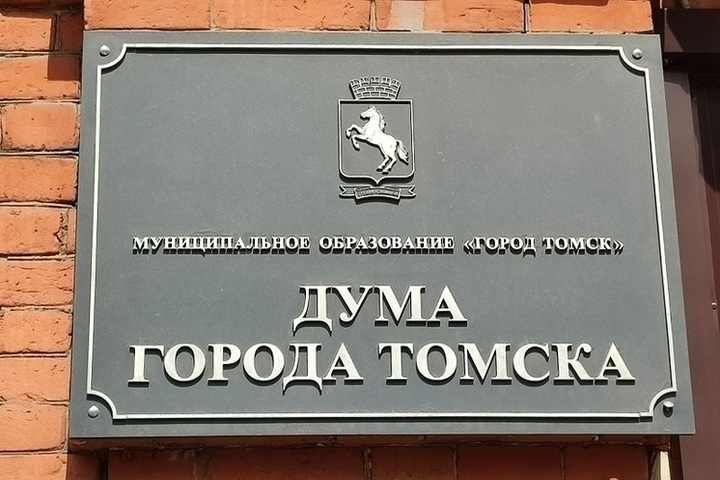 МУНИЦИПАЛЬНОЕ ОБРАЗОВАНИЕ «ГОРОД ТОМСК»
ДУМА
ГОРОДА ТОМСКА